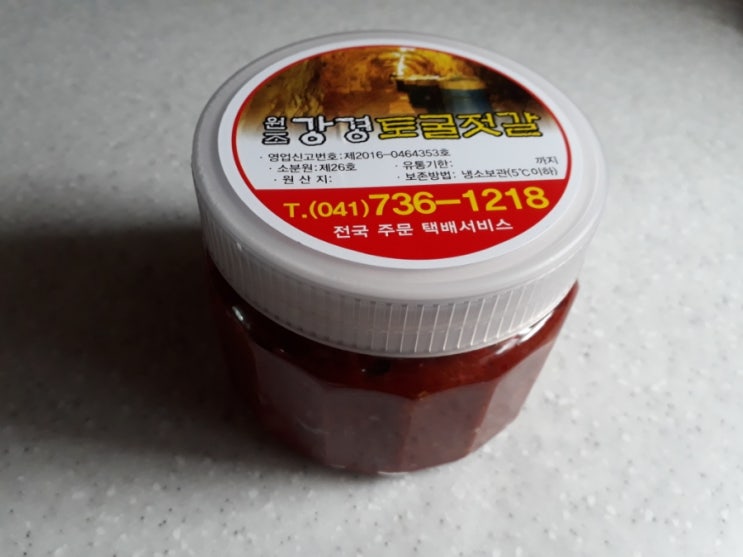 원조 강경 토굴젓갈
· 영업신고번호:제2016-0464353호
· 소분원:제26호 · 유통기한: 까지
· 원 산 지: · 보존방법: 냉소보관(5℃이하)
T.(041)736-1218
전국 주문 택배서비스